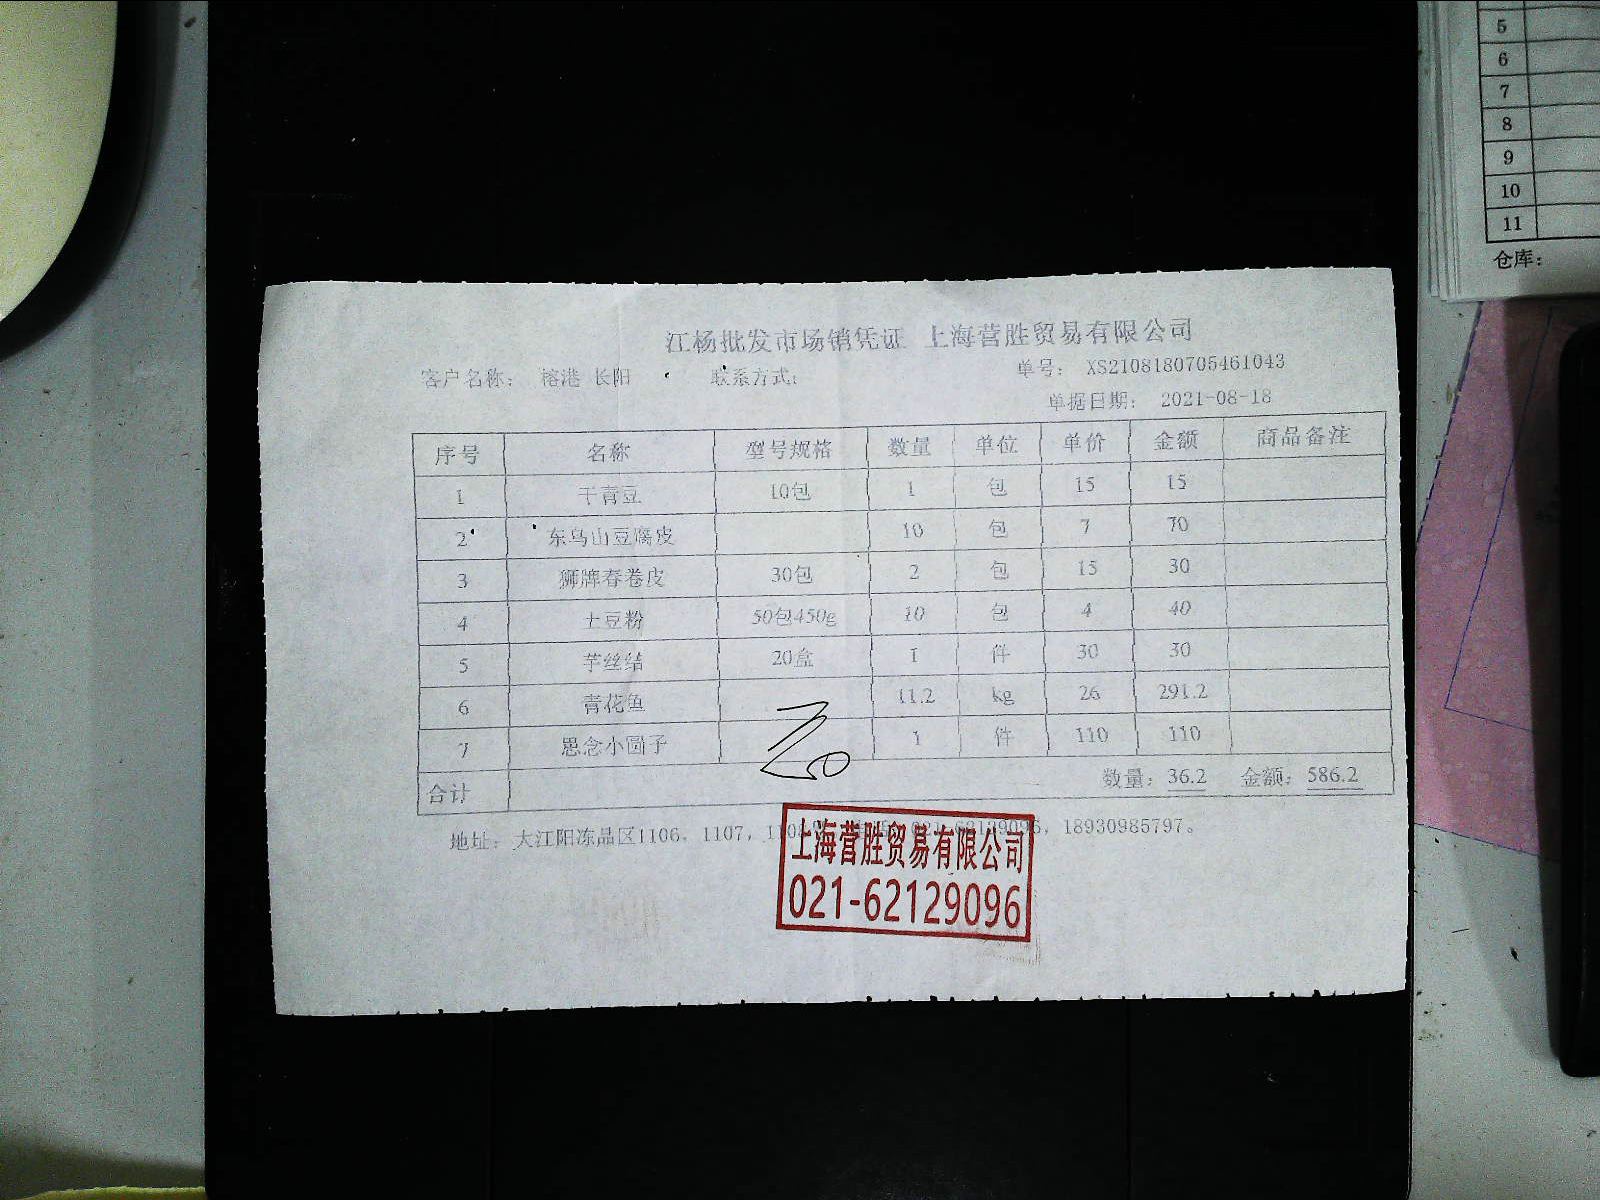 江杨批发市场销凭证 上海营胜贸易有限公司
客户名称： 榕港 长阳 联系方式： 单号： XS2108180705461043
单据日期： 2021-08-18
序号 名称 型号规格 数量 单位 单价 金额 商品备注
1 干青豆 10包 1 包 15 15
2 东乌山豆腐皮 10 包 7 70
3 狮牌春卷皮 30包 2 包 15 30
4 土豆粉 50包450g 10 包 4 40
5 芋丝结 20盒 1 件 30 30
6 青花鱼 11.2 kg 26 291.2
7 思念小圆子 1 件 110 110
合计 数量：36.2 金额：586.2
地址：大江阳冻品区1106，1107， 021-62129096，18930985797。
上海营胜贸易有限公司
021-62129096
5
6
7
8
9
10
11
仓库：